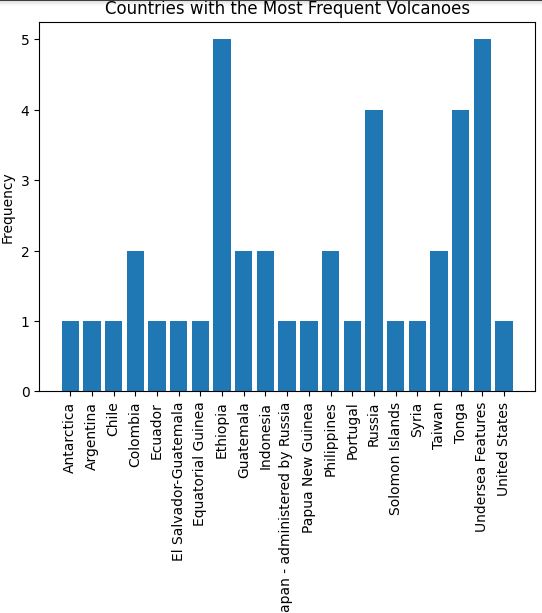 Countries with the Most Frequent Volcanoes
5
4
3
2
1
0
Frequency
Antarctica
Argentina
Chile
Colombia
Ecuador
El Salvador-Guatemala
Equatorial Guinea
Ethiopia
Guatemala
Indonesia
apan - administered by Russia
Papua New Guinea
Philippines
Portugal
Russia
Solomon Islands
Syria
Taiwan
Tonga
Undersea Features
United States